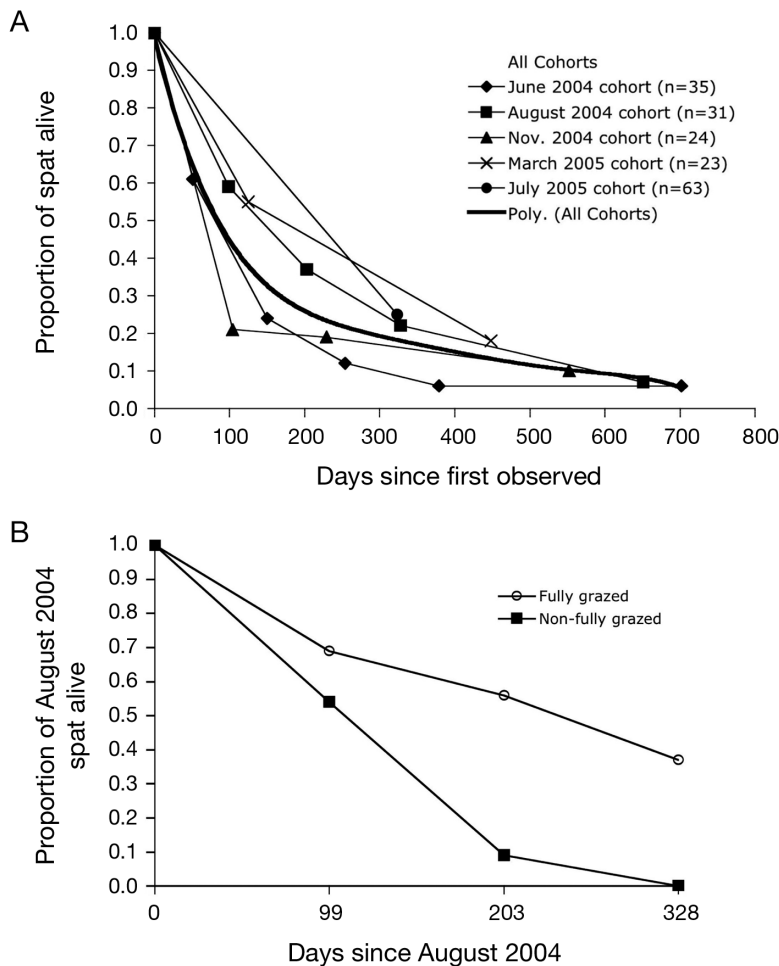 A
Proportion of spat alive
1.0
0.9
0.8
0.7
0.6
0.5
0.4
0.3
0.2
0.1
0.0
All Cohorts
June 2004 cohort (n=35)
August 2004 cohort (n=31)
Nov. 2004 cohort (n=24)
March 2005 cohort (n=23)
July 2005 cohort (n=63)
Poly. (All Cohorts)
0 100 200 300 400 500 600 700 800
Days since first observed
B
Proportion of August 2004
spat alive
1.0
0.9
0.8
0.7
0.6
0.5
0.4
0.3
0.2
0.1
0.0
Fully grazed
Non-fully grazed
0 99 203 328
Days since August 2004